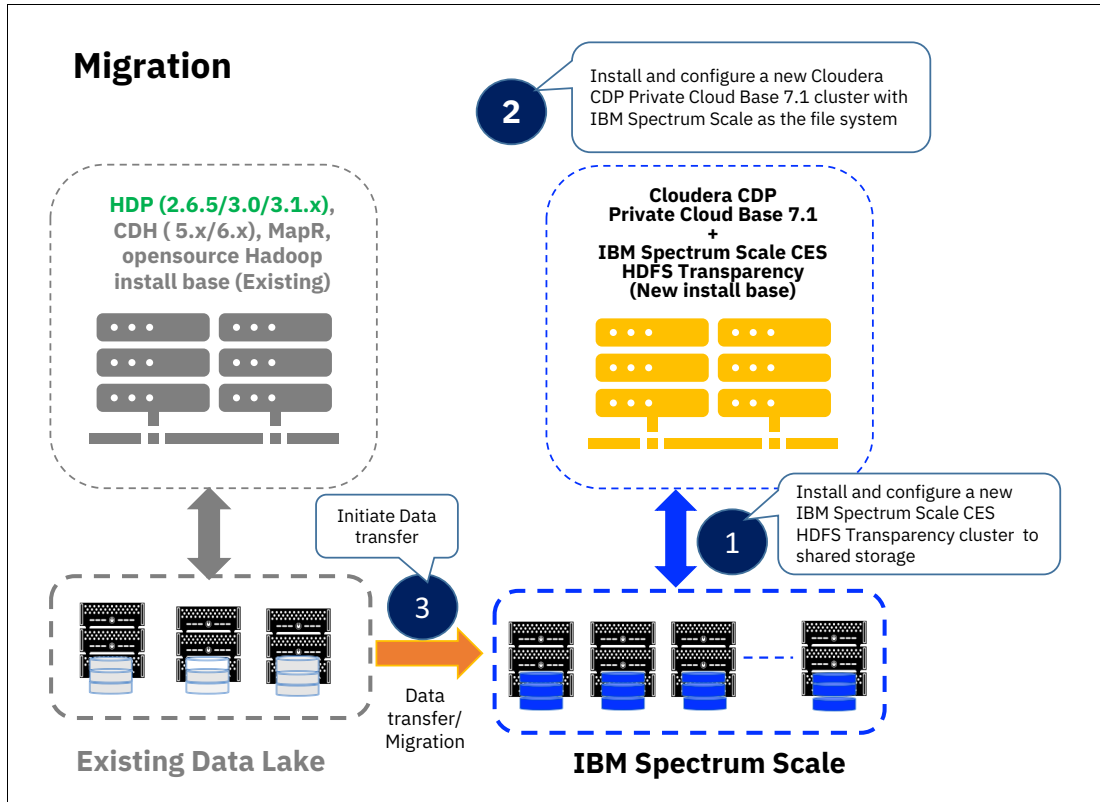 Migration
2
Install and configure a new Cloudera
CDP Private Cloud Base 7.1 cluster with
IBM Spectrum Scale as the file system
HDP (2.6.5/3.0/3.1.x),
CDH ( 5.x/6.x), MapR,
opensource Hadoop
install base (Existing)
Cloudera CDP
Private Cloud Base 7.1
+
IBM Spectrum Scale CES
HDFS Transparency
(New install base)
Initiate Data
transfer
3
1
Install and configure a new
IBM Spectrum Scale CES
HDFS Transparency cluster to
shared storage
Data
transfer/
Migration
Existing Data Lake
IBM Spectrum Scale